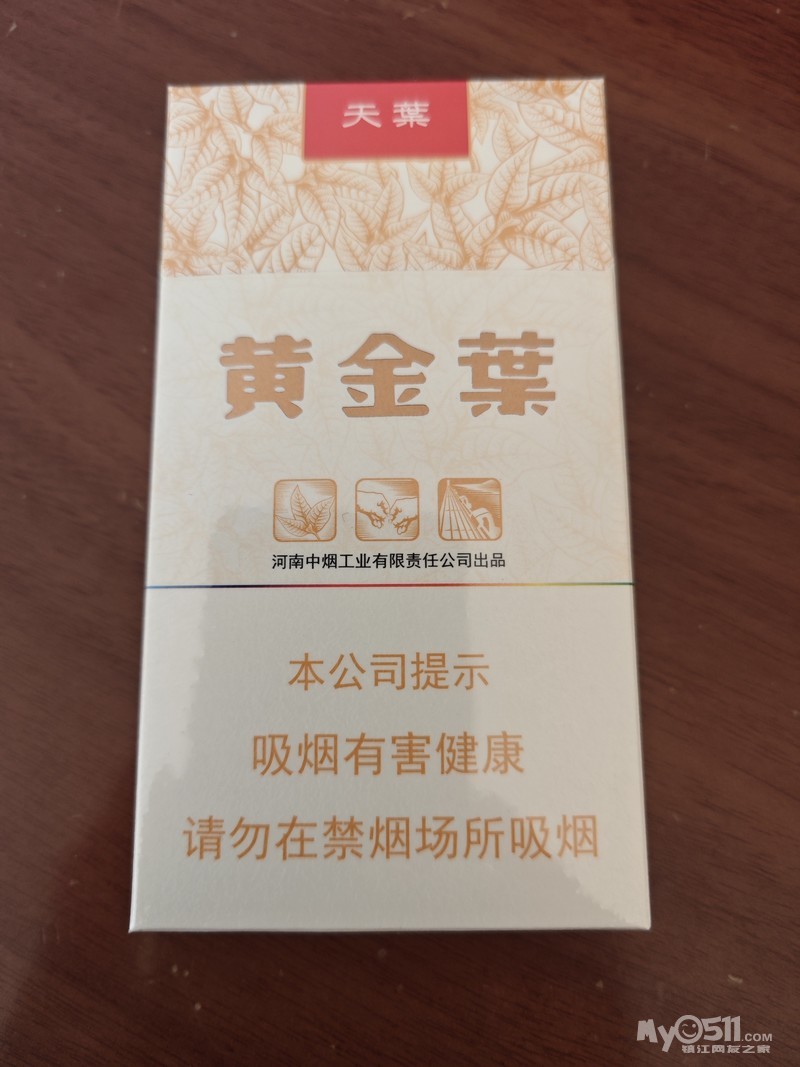 天葉
黄金葉
河南中烟工业有限责任公司出品
本公司提示
吸烟有害健康
请勿在禁烟场所吸烟
My0511.COM
镇江网友之家